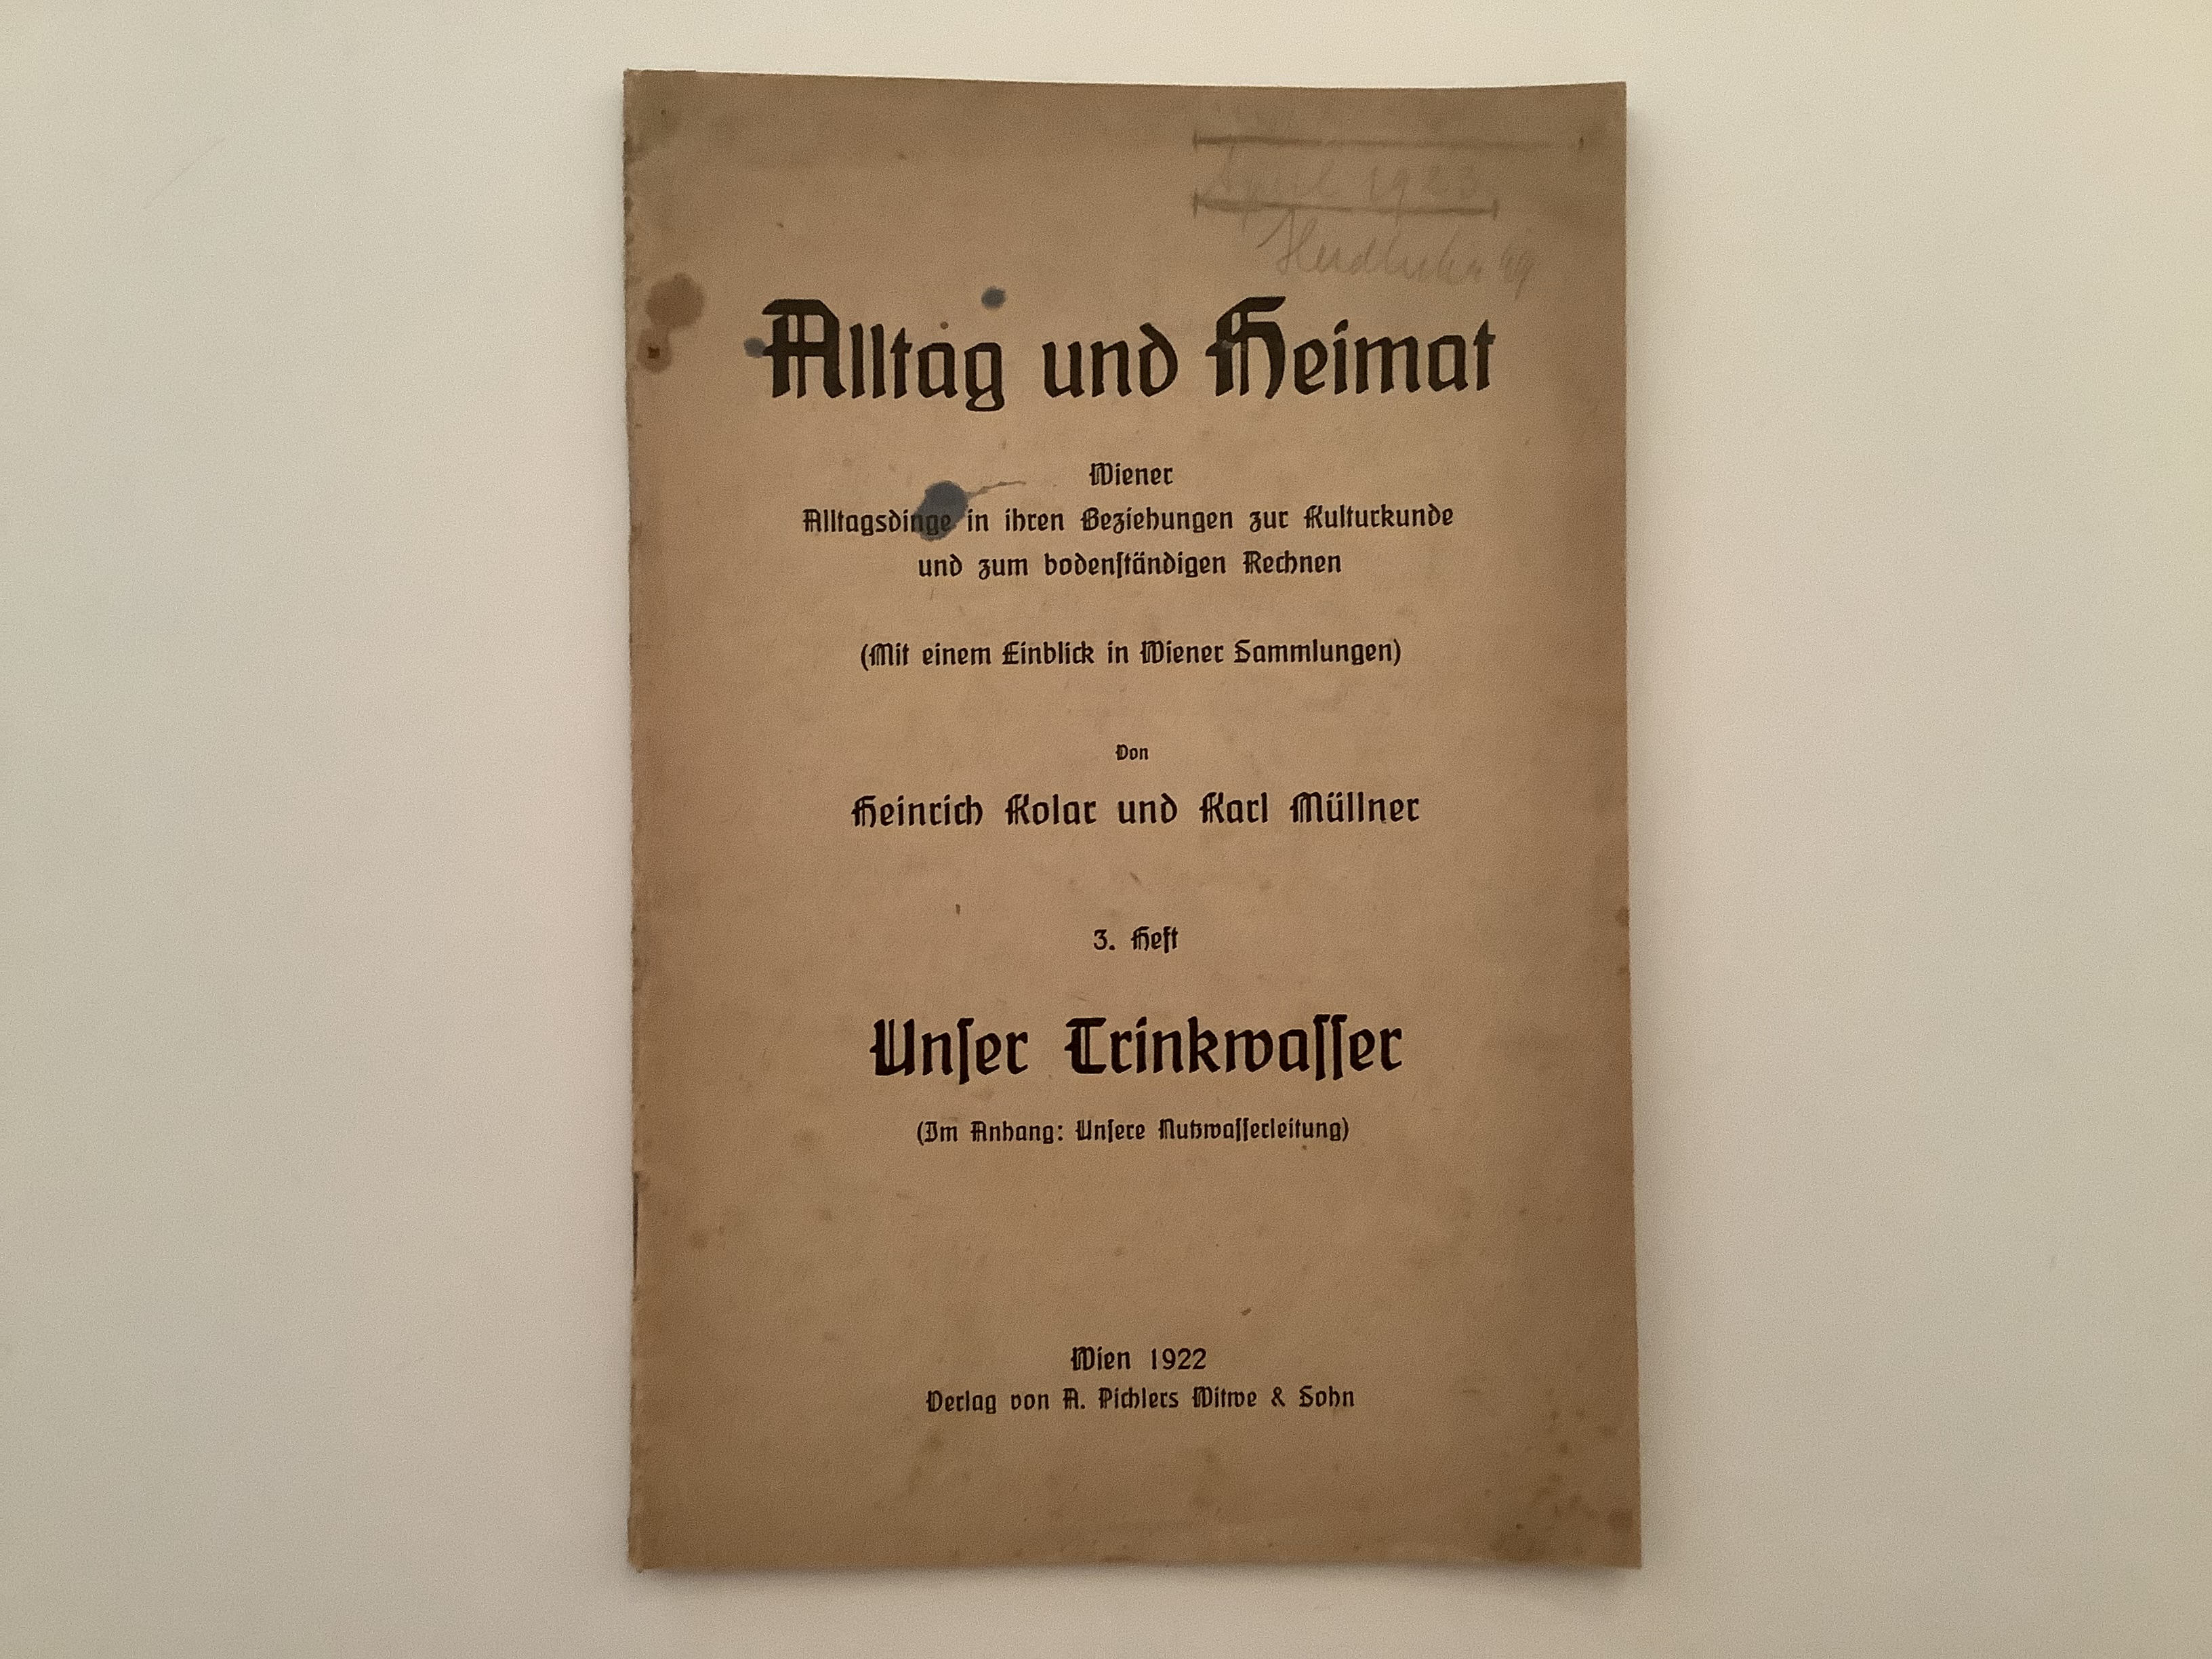 April 1923.
Alltag und Heimat
Wiener
Alltagsdinge in ihren Beziehungen zur Kulturkunde
und zum bodenſtändigen Rechnen
(Mit einem Einblick in Wiener Sammlungen)
Von
Heinrich Kolar und Karl Müllner
3. Heft
Unſer Trinkwaſſer
(Im Anhang: Unſere Nutzwaſſerleitung)
Wien 1922
Verlag von A. Pichlers Witwe & Sohn